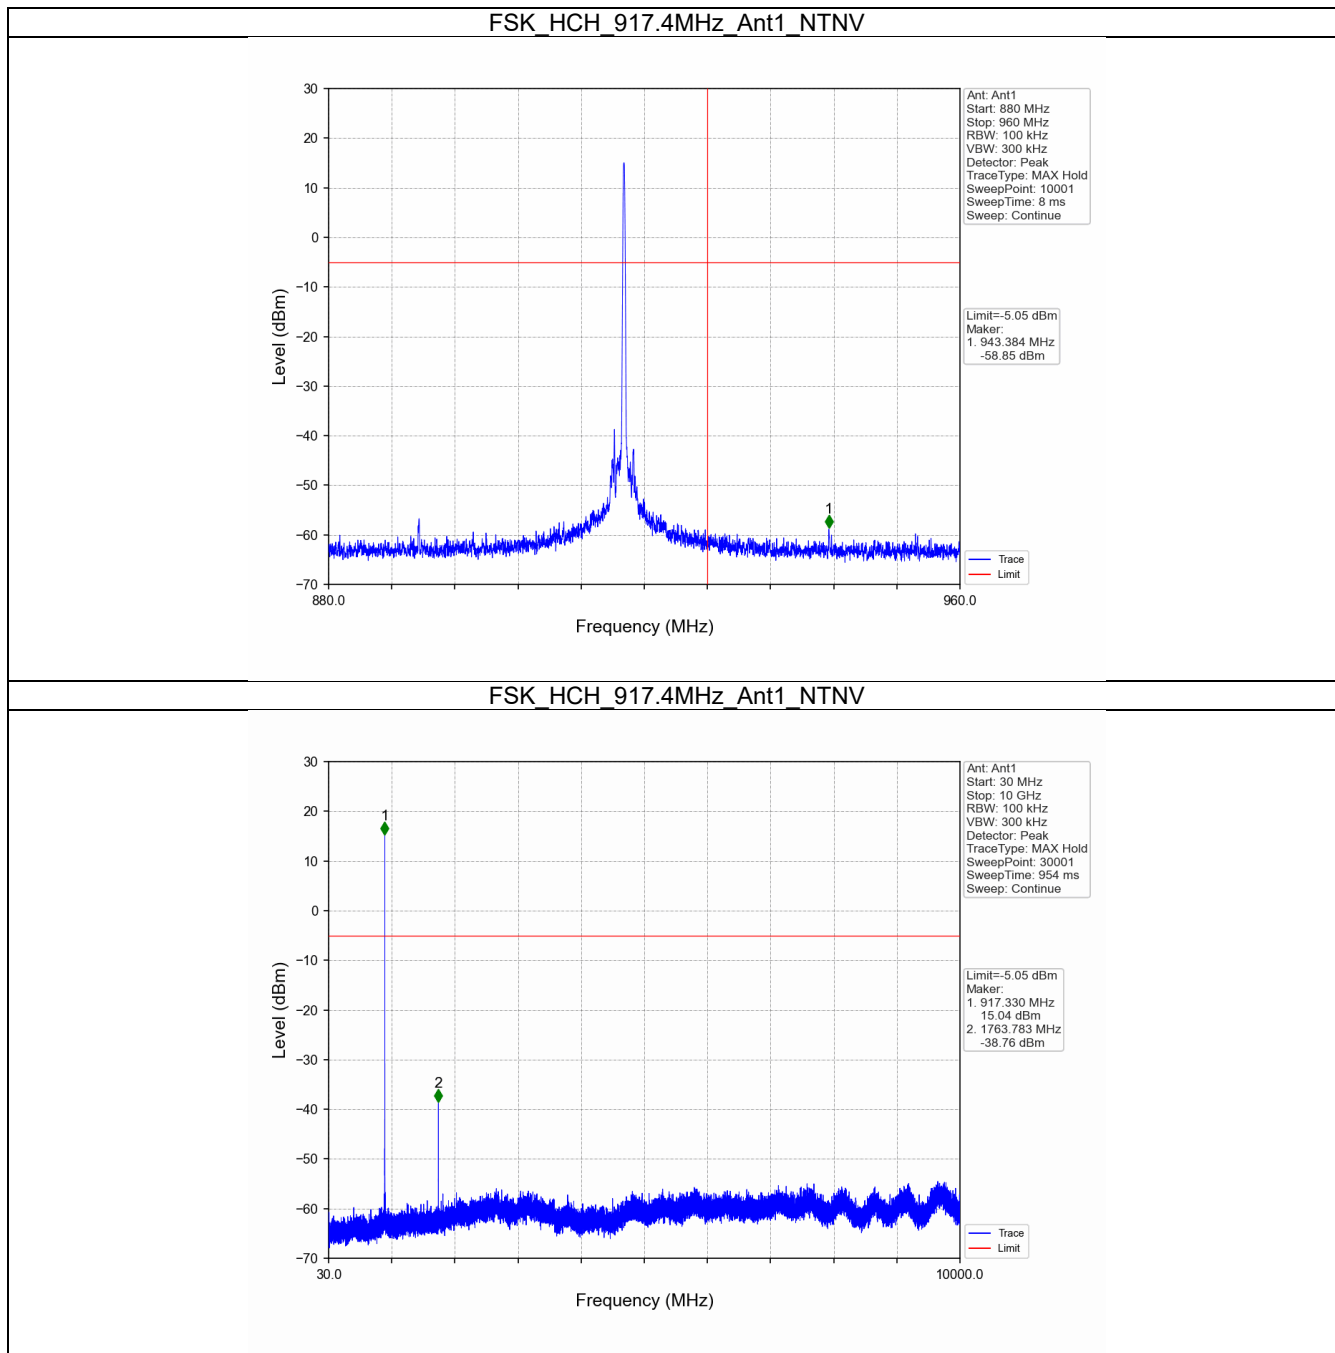 FSK_HCH_917.4MHz_Ant1_NTNV
30
20
10
0
−10
−20
−30
−40
−50
−60
−70
Level (dBm)
880.0
960.0
Frequency (MHz)
1
Ant: Ant1
Start: 880 MHz
Stop: 960 MHz
RBW: 100 kHz
VBW: 300 kHz
Detector: Peak
TraceType: MAX Hold
SweepPoint: 10001
SweepTime: 8 ms
Sweep: Continue
Limit=-5.05 dBm
Maker:
1. 943.384 MHz
-58.85 dBm
Trace
Limit
FSK_HCH_917.4MHz_Ant1_NTNV
30
20
10
0
−10
−20
−30
−40
−50
−60
−70
Level (dBm)
30.0
10000.0
Frequency (MHz)
1
2
Ant: Ant1
Start: 30 MHz
Stop: 10 GHz
RBW: 100 kHz
VBW: 300 kHz
Detector: Peak
TraceType: MAX Hold
SweepPoint: 30001
SweepTime: 954 ms
Sweep: Continue
Limit=-5.05 dBm
Maker:
1. 917.330 MHz
15.04 dBm
2. 1763.783 MHz
-38.76 dBm
Trace
Limit